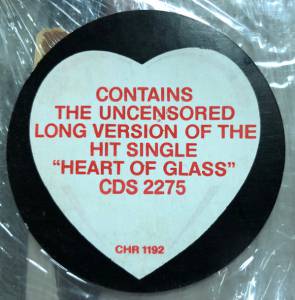 CONTAINS
THE UNCENSORED
LONG VERSION OF THE
HIT SINGLE
"HEART OF GLASS"
CDS 2275
CHR 1192